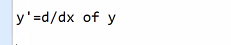 y'=d/dx of y